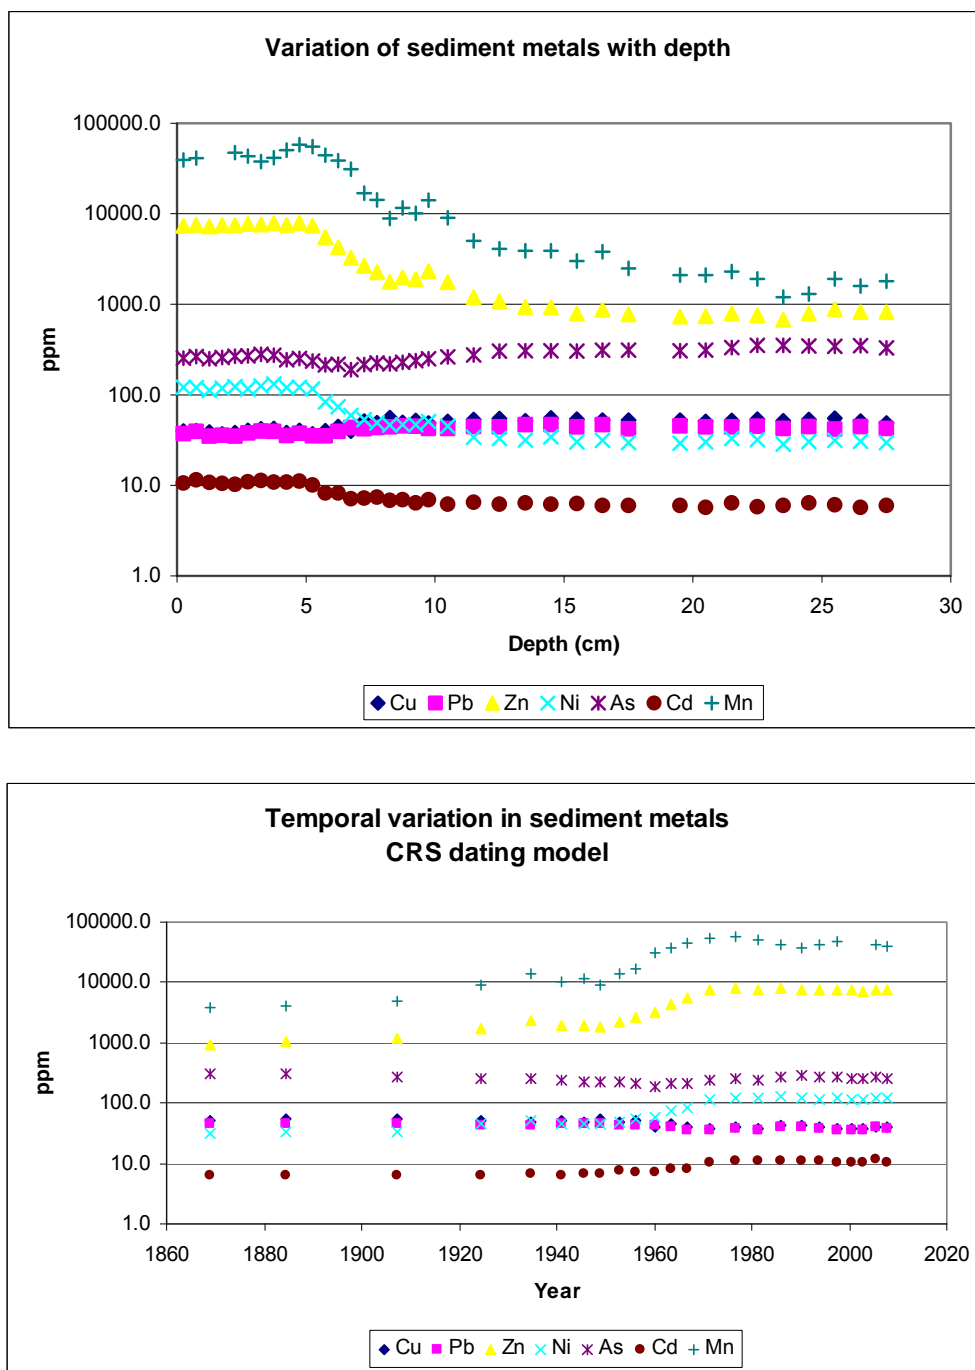 Variation of sediment metals with depth
100000.0
10000.0
1000.0
100.0
10.0
1.0
ppm
0 5 10 15 20 25 30
Depth (cm)
Cu Pb Zn Ni As Cd Mn
Temporal variation in sediment metals
CRS dating model
100000.0
10000.0
1000.0
100.0
10.0
1.0
ppm
1860 1880 1900 1920 1940 1960 1980 2000 2020
Year
Cu Pb Zn Ni As Cd Mn